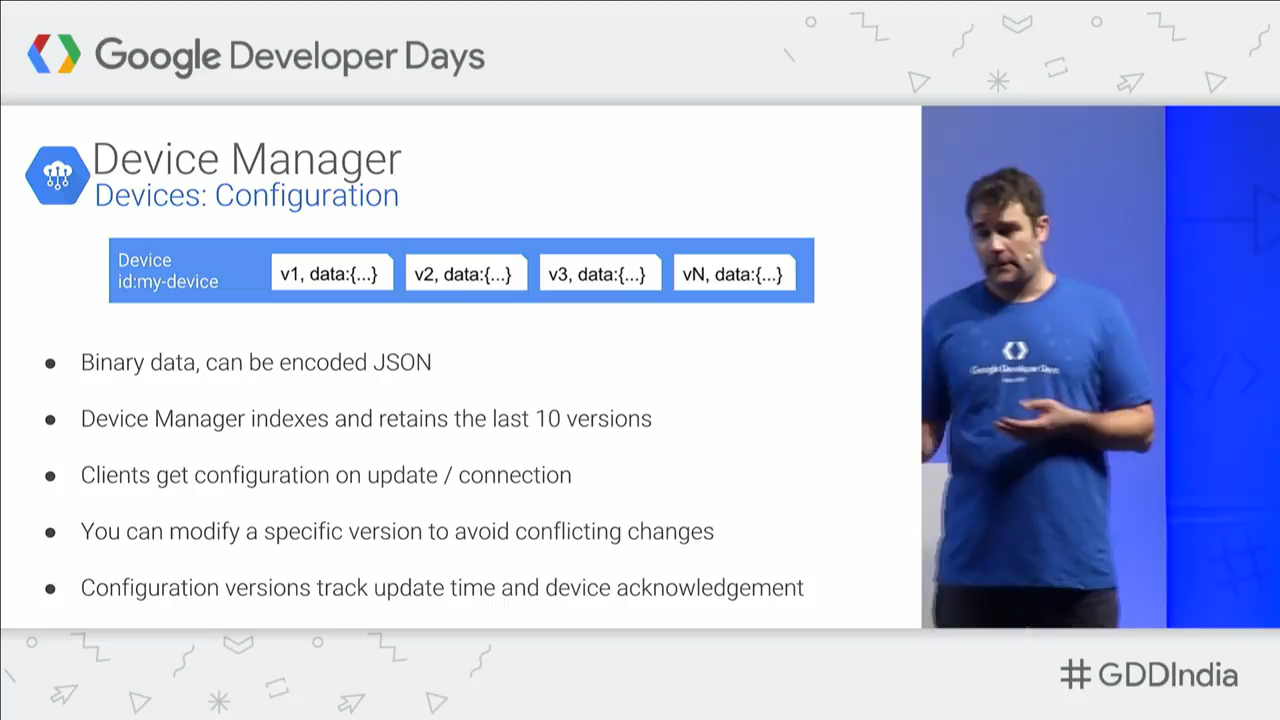 Google Developer Days
Device Manager
Devices: Configuration
Device
id:my-device
v1, data:{...}
v2, data:{...}
v3, data:{...}
vN, data:{...}
Binary data, can be encoded JSON
Device Manager indexes and retains the last 10 versions
Clients get configuration on update / connection
You can modify a specific version to avoid conflicting changes
Configuration versions track update time and device acknowledgement
Google Developer Days
#GDDIndia